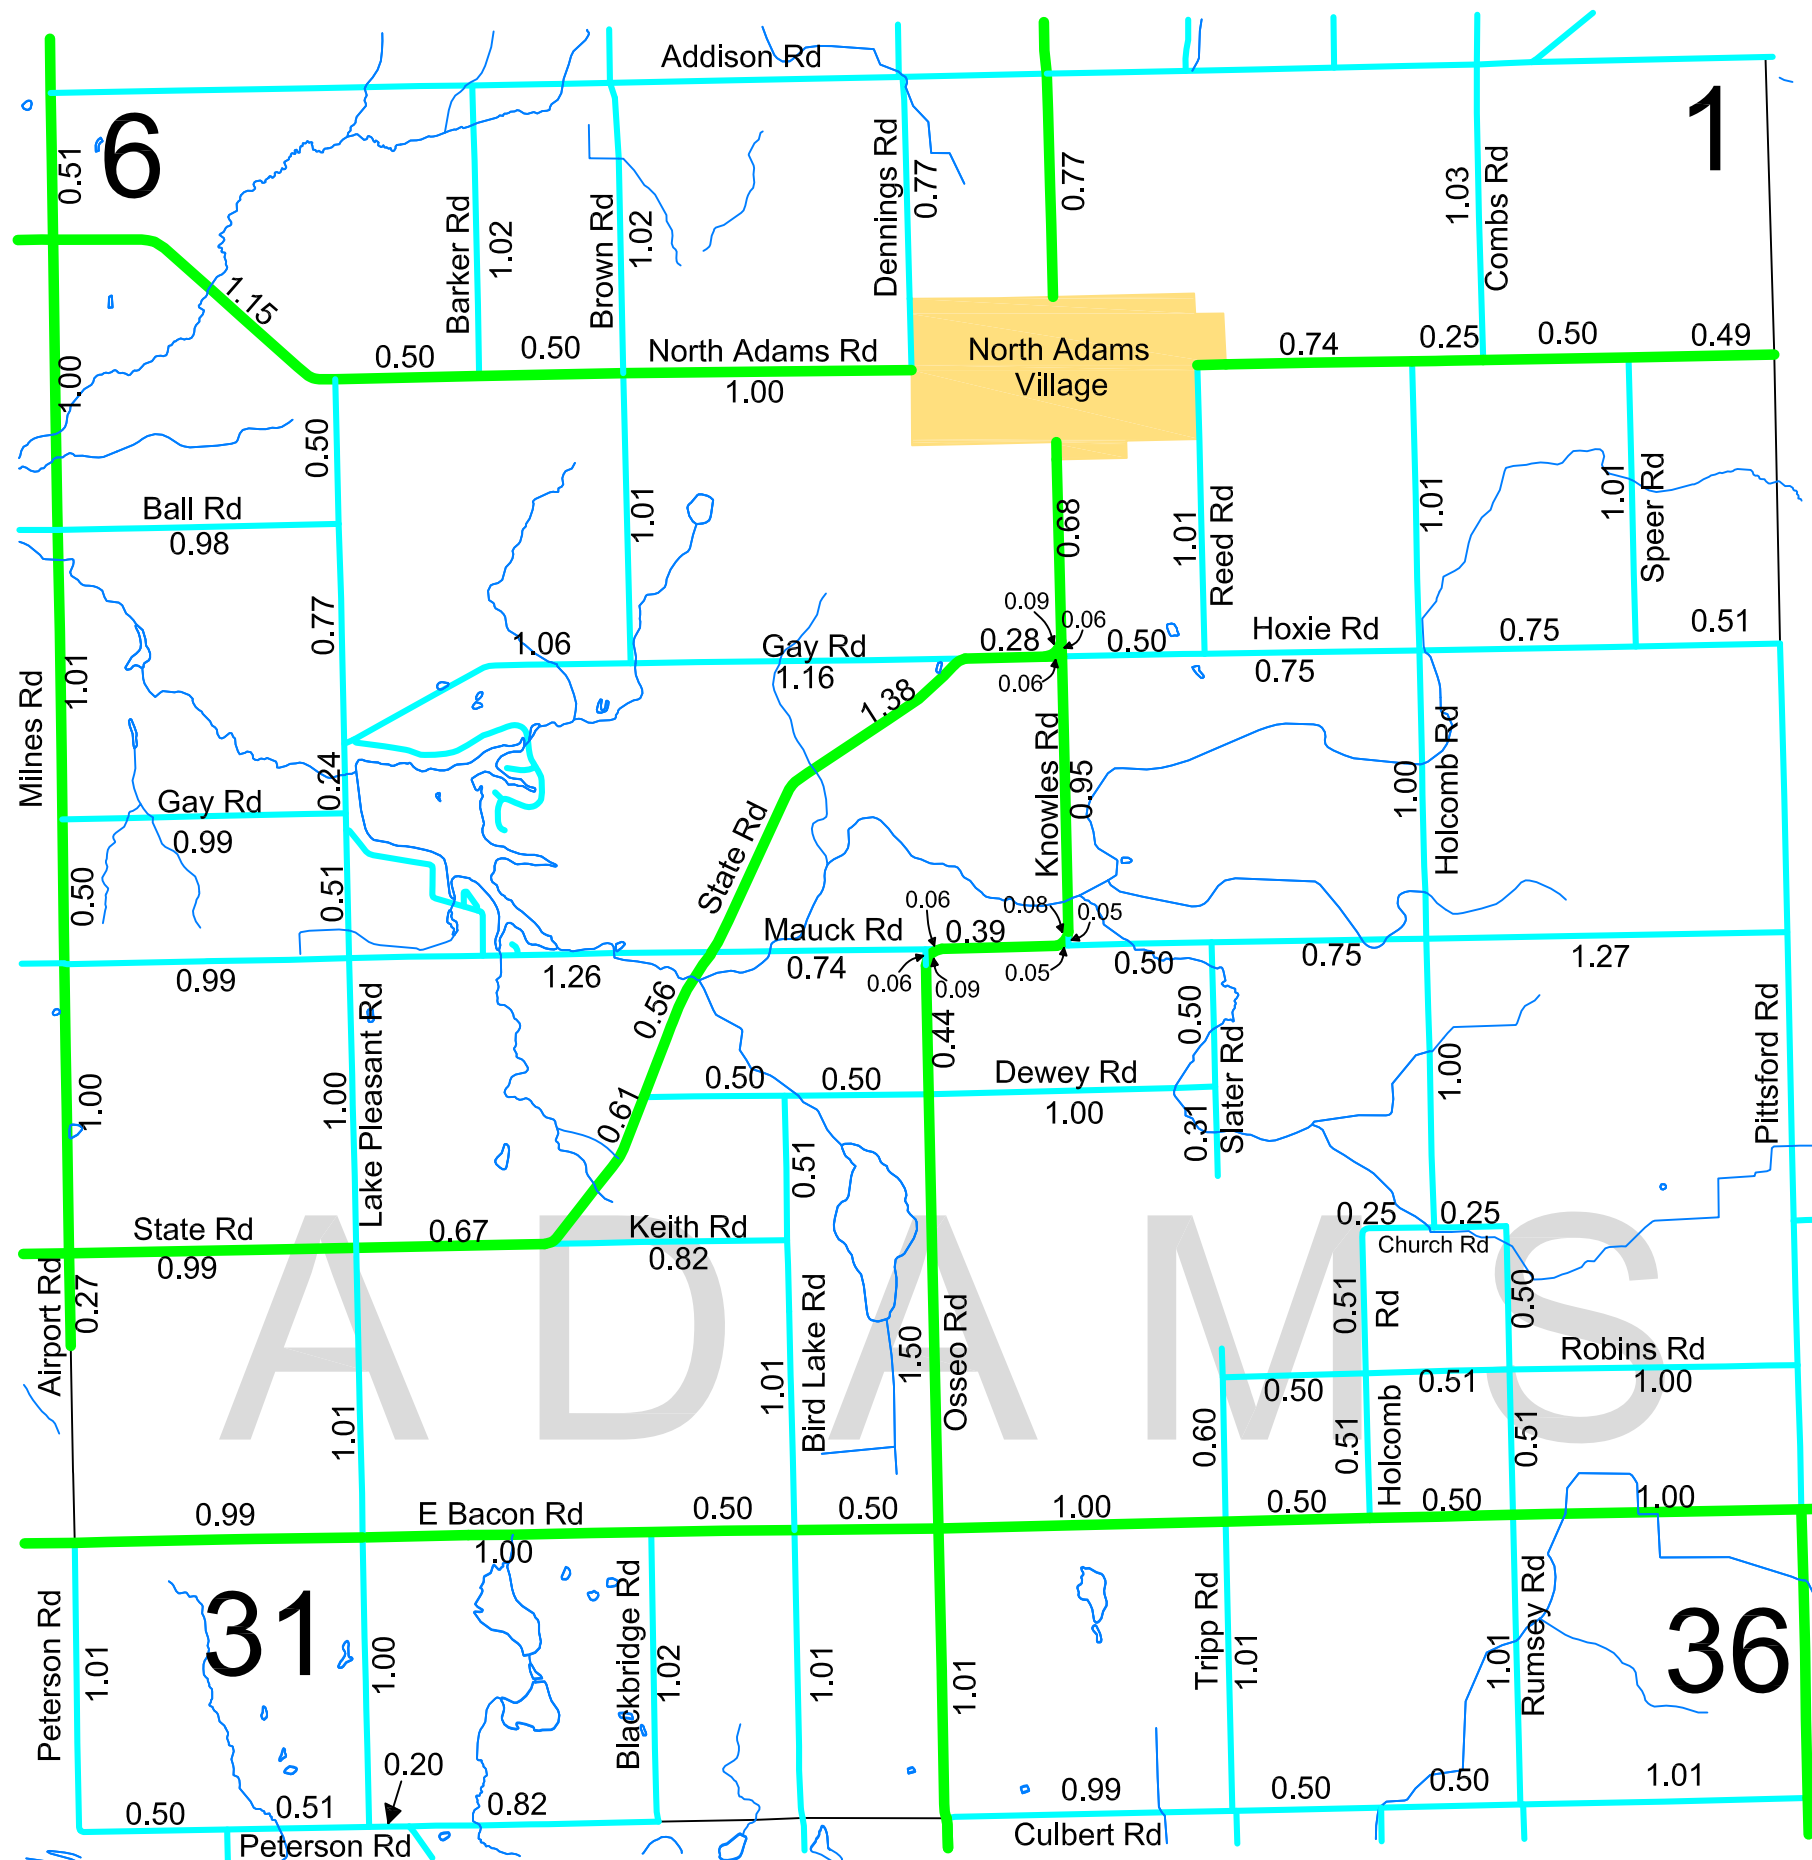 Addison Rd
6
1
0.51
Barker Rd
1.02
Brown Rd
1.02
Dennings Rd
0.77
0.77
1.03
Combs Rd
1.15
1.00
0.50
0.50
North Adams Rd
1.00
North Adams
Village
0.74
0.25
0.50
0.49
0.50
Ball Rd
0.98
1.01
0.68
1.01
Reed Rd
1.01
1.01
Speer Rd
0.77
1.06
Gay Rd
1.16
0.28
0.09
0.06
0.06
0.50
Hoxie Rd
0.75
0.75
0.51
Milnes Rd
1.01
1.38
0.24
Gay Rd
0.99
State Rd
Knowles Rd
0.95
1.00
Holcomb Rd
0.50
0.51
0.06
Mauck Rd
0.39
0.08
0.05
0.99
1.26
0.74
0.06
0.09
0.05
0.50
0.75
1.27
0.56
0.44
0.50
Slater Rd
Lake Pleasant Rd
1.00
1.00
0.61
0.50
0.50
Dewey Rd
1.00
0.31
1.00
Pittsford Rd
0.51
State Rd
0.99
0.67
Keith Rd
0.82
0.25
0.25
Church Rd
ADAMS
Airport Rd
0.27
Bird Lake Rd
1.01
1.50
Osseo Rd
0.51
Rd
0.50
Robins Rd
0.50
0.51
1.00
1.01
0.60
0.51
Holcomb
0.51
0.99
E Bacon Rd
1.00
0.50
0.50
1.00
0.50
0.50
1.00
31
36
Peterson Rd
1.01
1.00
Blackbridge Rd
1.02
1.01
1.01
Tripp Rd
1.01
1.01
Rumsey Rd
0.20
0.50
0.51
0.82
Peterson Rd
0.99
Culbert Rd
0.50
0.50
1.01